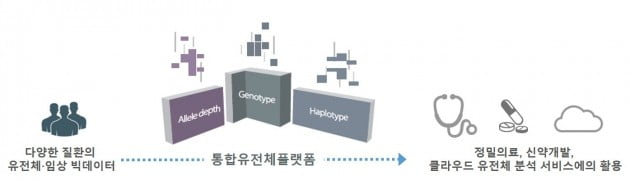 Allele depth
Genotype
Haplotype
다양한 질환의
유전체·임상 빅데이터
통합유전체플랫폼
정밀의료, 신약개발,
클라우드 유전체 분석 서비스에의 활용